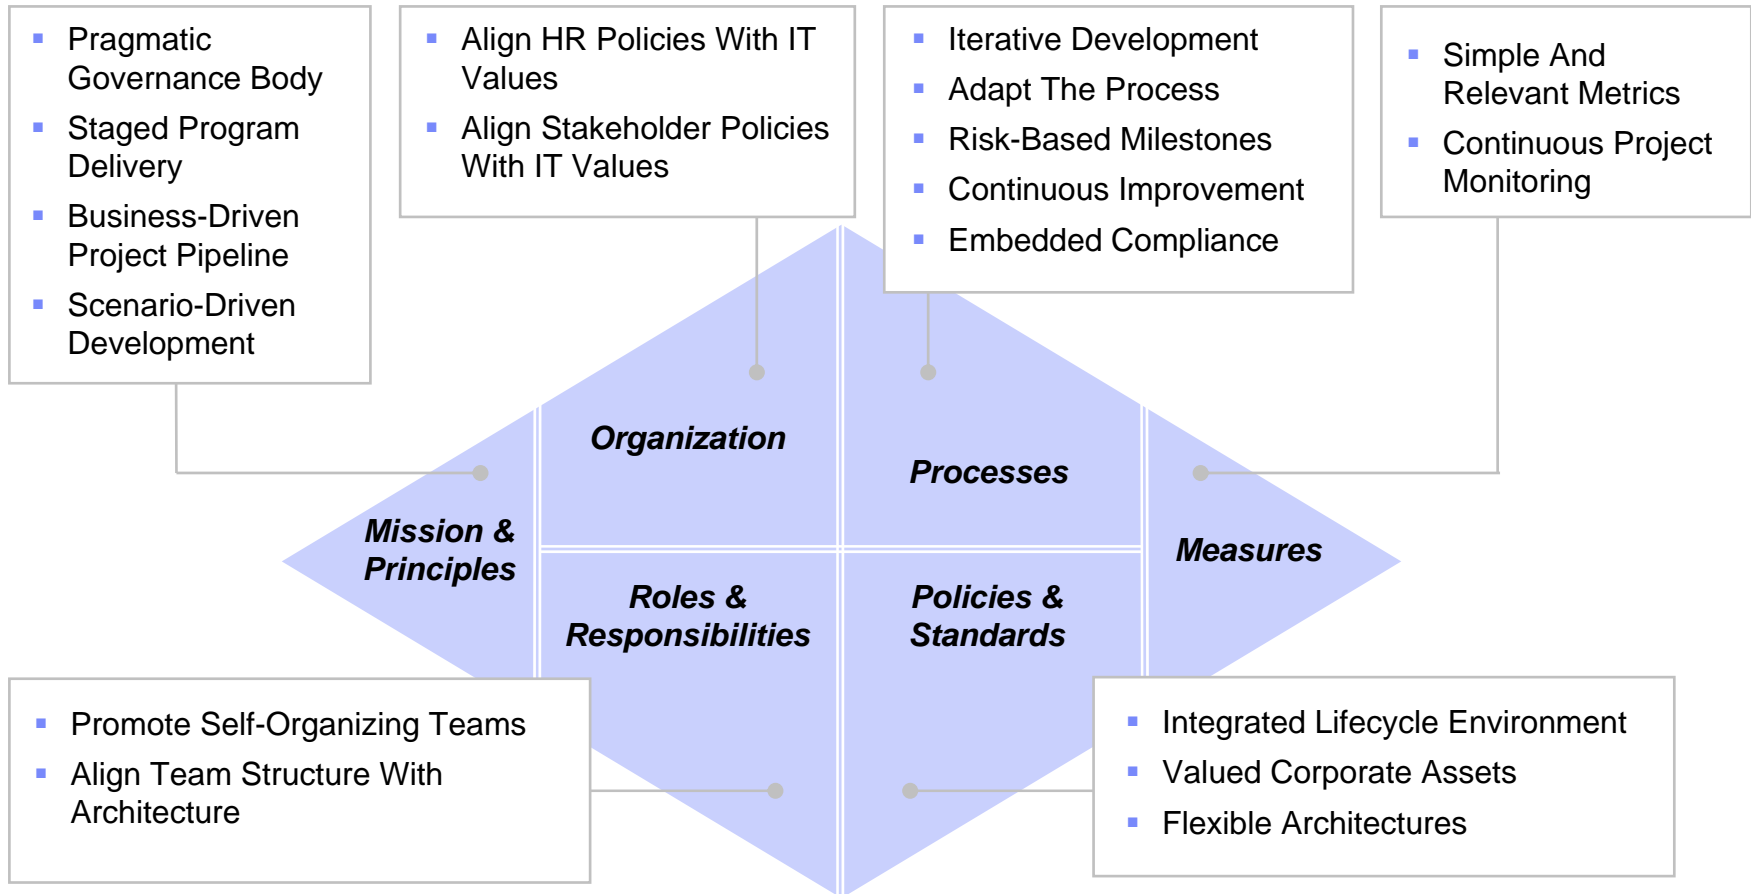 Pragmatic
Governance Body
Staged Program
Delivery
Business-Driven
Project Pipeline
Scenario-Driven
Development
Align HR Policies With IT
Values
Align Stakeholder Policies
With IT Values
Iterative Development
Adapt The Process
Risk-Based Milestones
Continuous Improvement
Embedded Compliance
Simple And
Relevant Metrics
Continuous Project
Monitoring
Organization
Processes
Mission &
Principles
Measures
Roles &
Responsibilities
Policies &
Standards
Promote Self-Organizing Teams
Align Team Structure With
Architecture
Integrated Lifecycle Environment
Valued Corporate Assets
Flexible Architectures